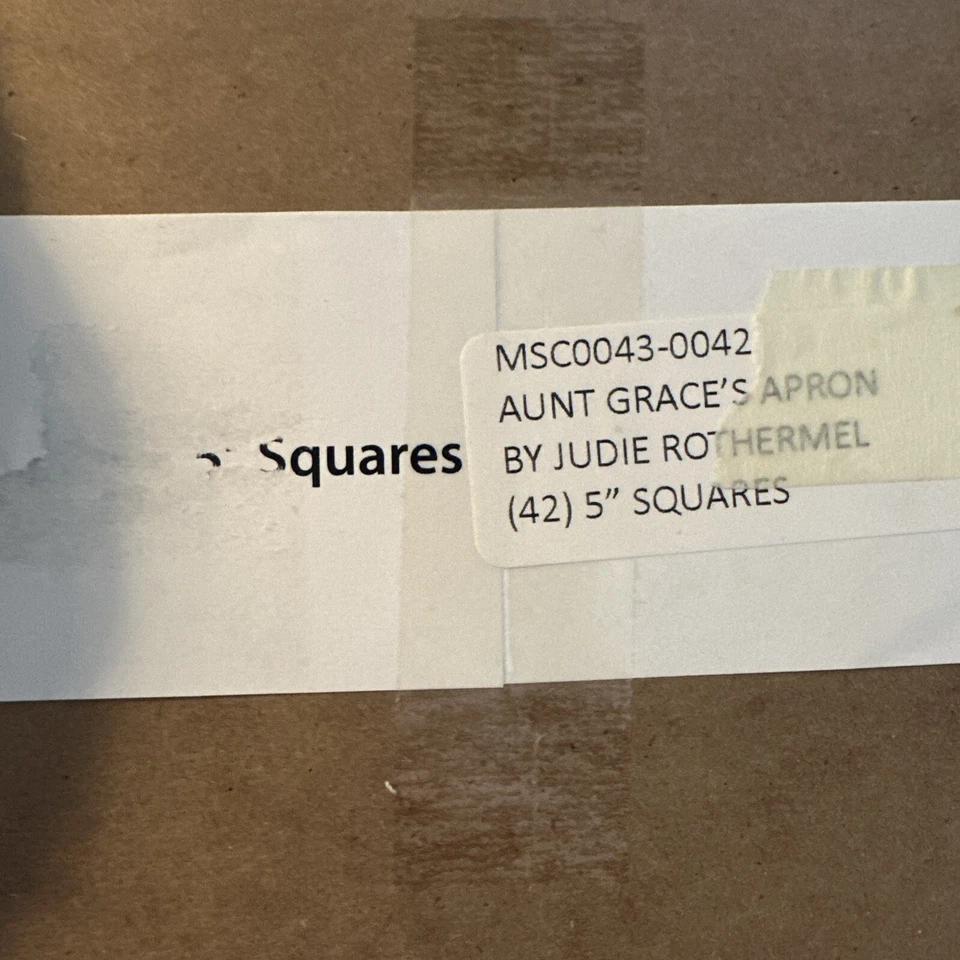 Squares
MSC0043-0042
AUNT GRACE'S APRON
BY JUDIE ROTHERMEL
(42) 5" SQUARES